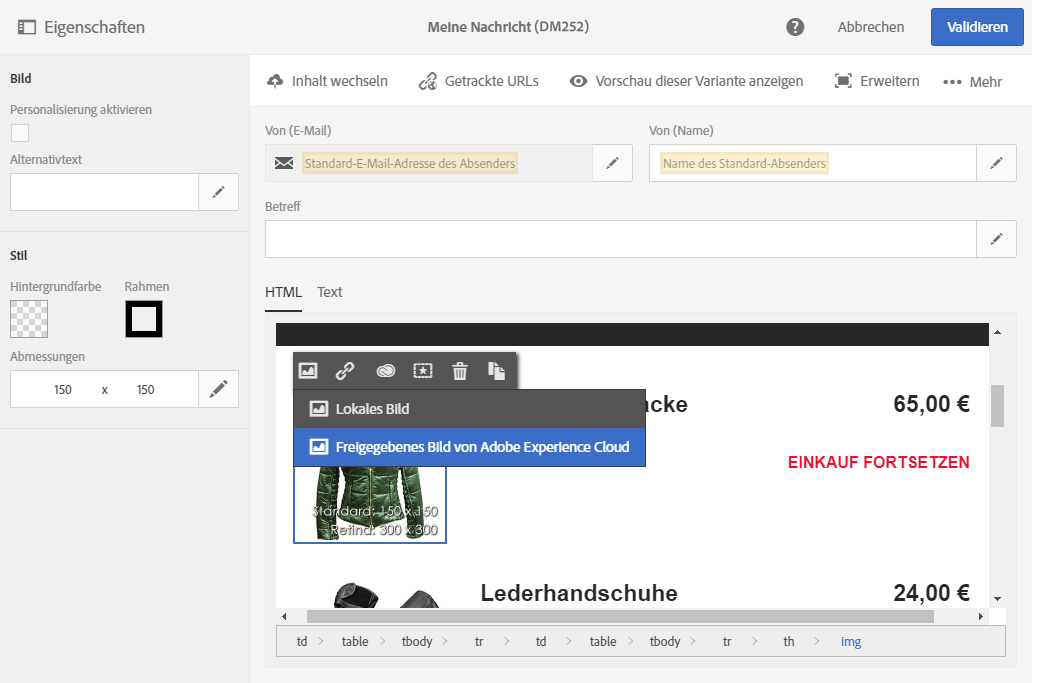 Eigenschaften
Meine Nachricht (DM252)
?
Abbrechen
Validieren
Bild
Personalisierung aktivieren
Alternativtext
Stil
Hintergrundfarbe
Rahmen
Abmessungen
150 x 150
Inhalt wechseln
Getrackte URLs
Vorschau dieser Variante anzeigen
Erweitern
Mehr
Von (E-Mail)
Von (Name)
Standard-E-Mail-Adresse des Absenders
Name des Standard-Absenders
Betreff
HTML
Text
Lokales Bild
Freigegebenes Bild von Adobe Experience Cloud
acke
65,00 €
EINKAUF FORTSETZEN
Standard: 150 x 150
Retina: 300 x 300
Lederhandschuhe
24,00 €
td table tbody tr td table tbody tr th img